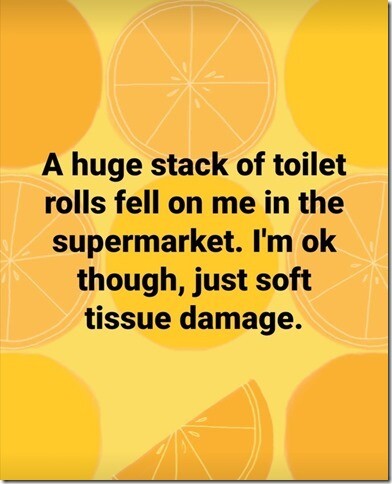 A huge stack of toilet
rolls fell on me in the
supermarket. I'm ok
though, just soft
tissue damage.